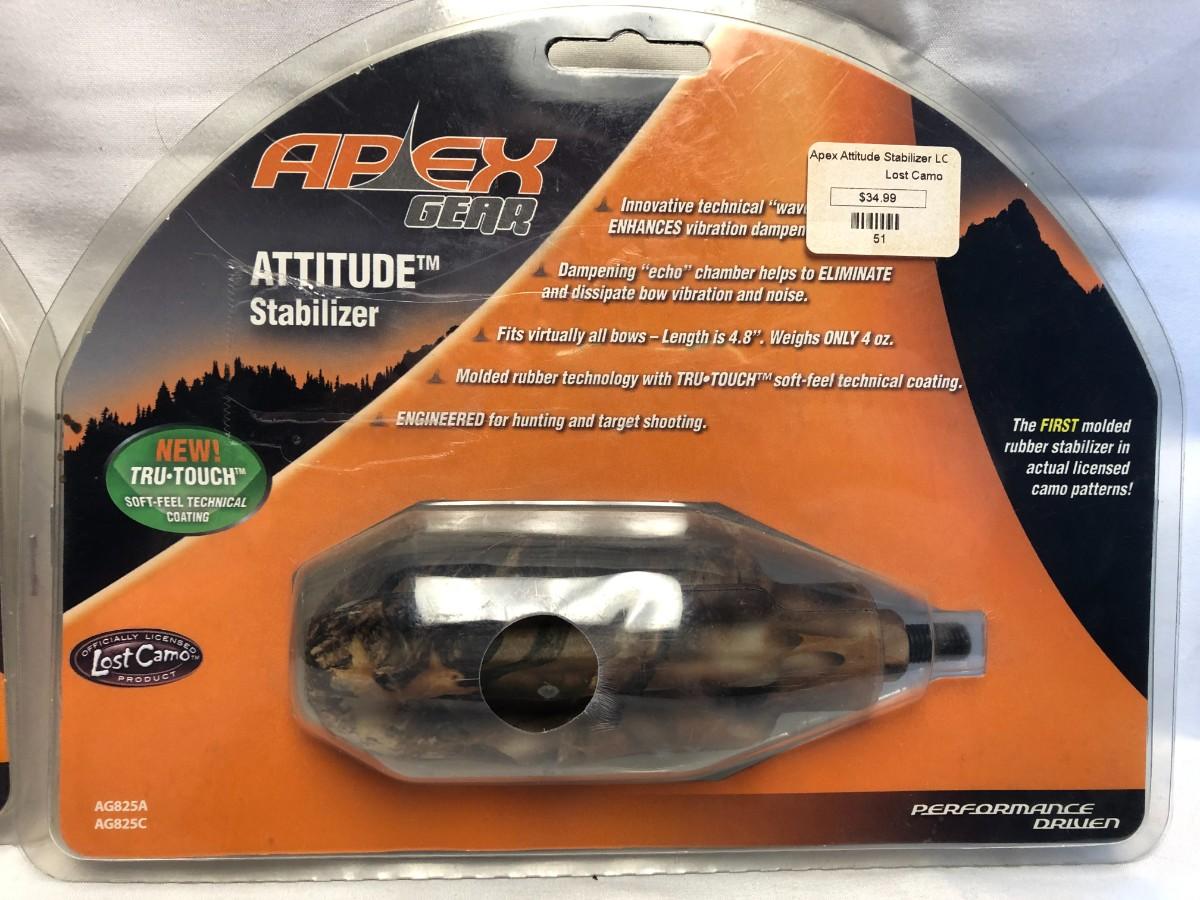 APEX
GEAR
ATTITUDE™
Stabilizer
Apex Attitude Stabilizer LC
Lost Camo
$34.99
51
Innovative technical "wav
ENHANCES vibration dampen
Dampening "echo" chamber helps to ELIMINATE
and dissipate bow vibration and noise.
Fits virtually all bows – Length is 4.8". Weighs ONLY 4 oz.
Molded rubber technology with TRU•TOUCH™ soft-feel technical coating.
ENGINEERED for hunting and target shooting.
The FIRST molded
rubber stabilizer in
actual licensed
camo patterns!
NEW!
TRU•TOUCH™
SOFT-FEEL TECHNICAL
COATING
OFFICIALLY LICENSED
Lost Camo™
PRODUCT
AG825A
AG825C
PERFORMANCE
DRIVEN